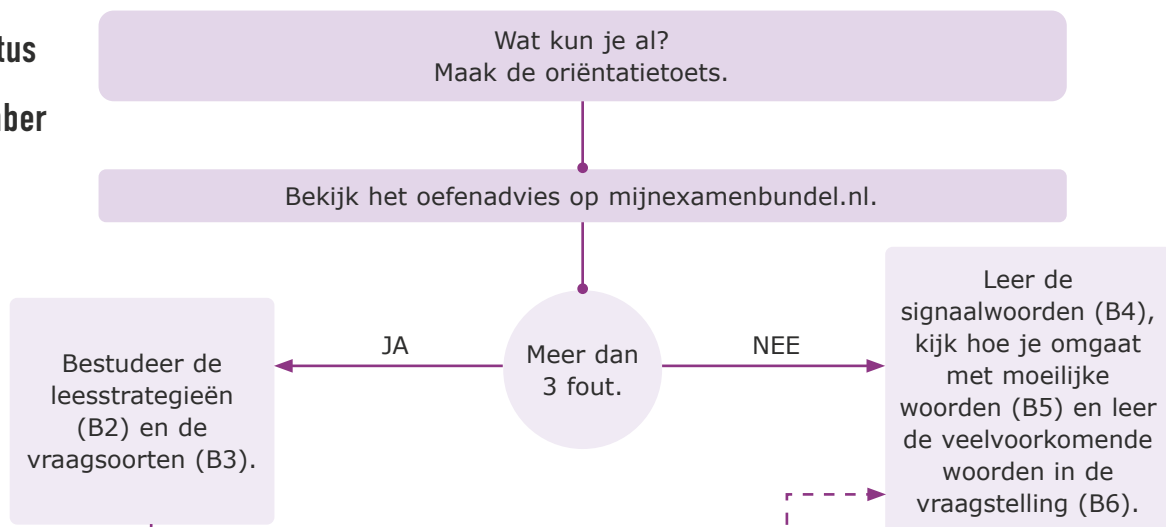 Wat kun je al?
Maak de oriëntatietoets.
Bekijk het oefenadvies op mijnexamenbundel.nl.
JA
Meer dan
3 fout.
NEE
Bestudeer de
leesstrategieën
(B2) en de
vraagsoorten (B3).
Leer de
signaalwoorden (B4),
kijk hoe je omgaat
met moeilijke
woorden (B5) en leer
de veelvoorkomende
woorden in de
vraagstelling (B6).